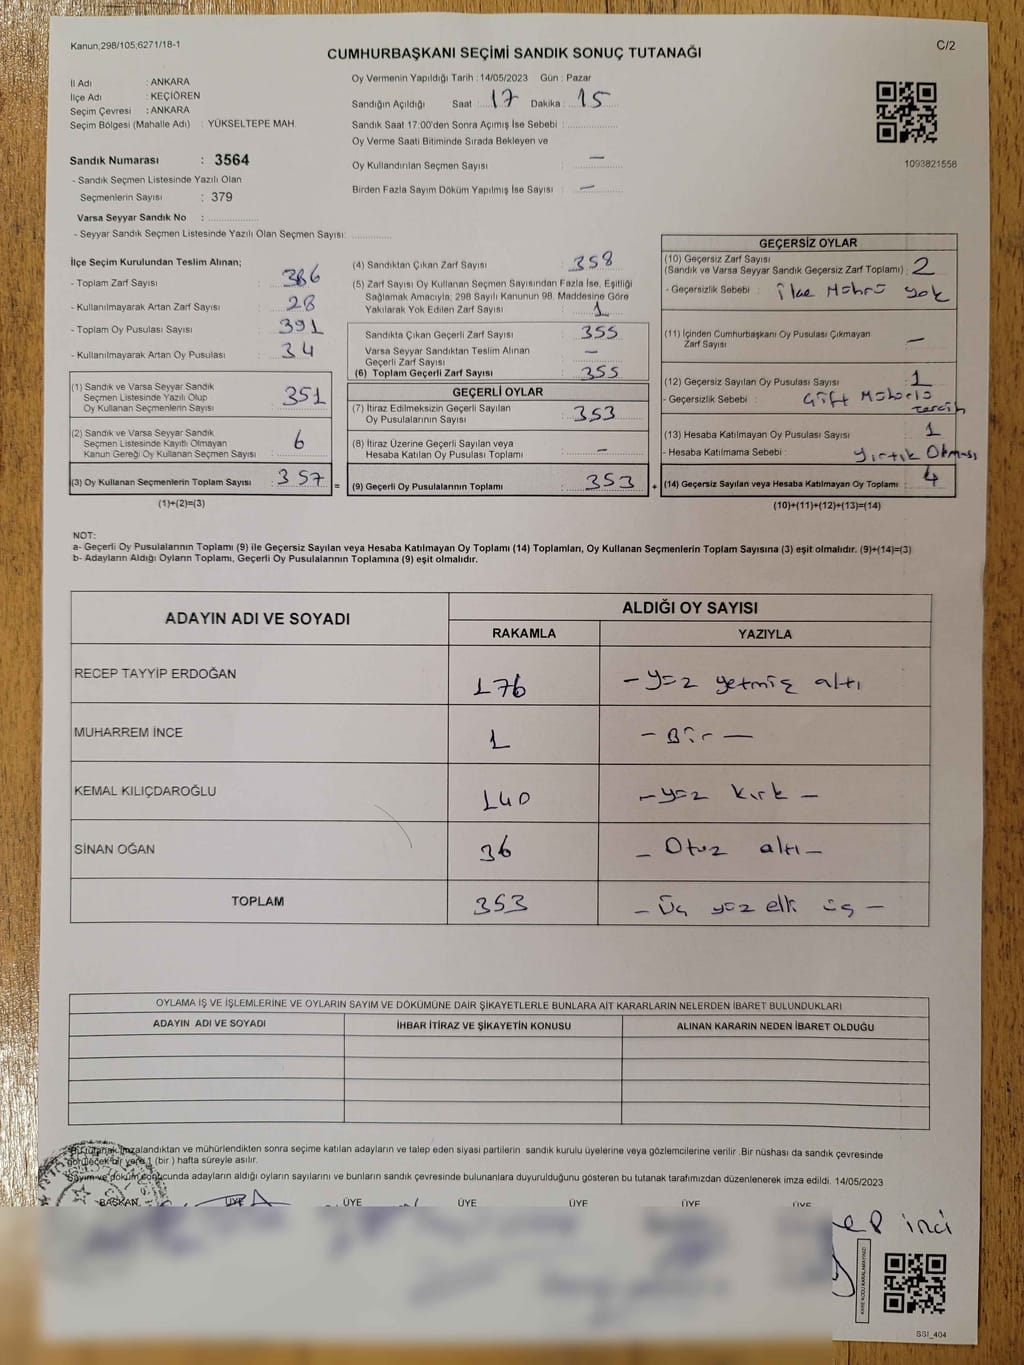 Kanun;298/105;6271/18-1
C/2
CUMHURBAŞKANI SEÇİMİ SANDIK SONUÇ TUTANAĞI
İl Adı : ANKARA
İlçe Adı : KEÇİÖREN
Seçim Çevresi : ANKARA
Seçim Bölgesi (Mahalle Adı) : YÜKSELTEPE MAH.
Sandık Numarası : 3564
- Sandık Seçmen Listesinde Yazılı Olan
Seçmenlerin Sayısı : 379
Varsa Seyyar Sandık No :
- Seyyar Sandık Seçmen Listesinde Yazılı Olan Seçmen Sayısı:
Oy Vermenin Yapıldığı Tarih : 14/05/2023 Gün : Pazar
Sandığın Açıldığı Saat : 17 Dakika : 15
Sandık Saat 17:00'den Sonra Açımış İse Sebebi :
Oy Verme Saati Bitiminde Sırada Bekleyen ve
Oy Kullandırılan Seçmen Sayısı : —
Birden Fazla Sayım Döküm Yapılmış İse Sayısı : —
1093821558
İlçe Seçim Kurulundan Teslim Alınan;
- Toplam Zarf Sayısı : 386
- Kullanılmayarak Artan Zarf Sayısı : 28
- Toplam Oy Pusulası Sayısı : 391
- Kullanılmayarak Artan Oy Pusulası : 34
(1) Sandık ve Varsa Seyyar Sandık
Seçmen Listesinde Yazılı Olup
Oy Kullanan Seçmenlerin Sayısı : 351
(2) Sandık ve Varsa Seyyar Sandık
Seçmen Listesinde Kayıtlı Olmayan
Kanun Gereği Oy Kullanan Seçmen Sayısı : 6
(3) Oy Kullanan Seçmenlerin Toplam Sayısı : 357
(1)+(2)=(3)
(4) Sandıktan Çıkan Zarf Sayısı : 358
(5) Zarf Sayısı Oy Kullanan Seçmen Sayısından Fazla İse, Eşitliği
Sağlamak Amacıyla; 298 Sayılı Kanunun 98. Maddesine Göre
Yakılarak Yok Edilen Zarf Sayısı : 1
Sandıkta Çıkan Geçerli Zarf Sayısı : 355
Varsa Seyyar Sandıktan Teslim Alınan
Geçerli Zarf Sayısı : —
(6) Toplam Geçerli Zarf Sayısı : 355
GEÇERLİ OYLAR
(7) İtiraz Edilmeksizin Geçerli Sayılan
Oy Pusulalarının Sayısı : 353
(8) İtiraz Üzerine Geçerli Sayılan veya
Hesaba Katılan Oy Pusulası Toplamı : —
= (9) Geçerli Oy Pusulalarının Toplamı : 353
GEÇERSİZ OYLAR
(10) Geçersiz Zarf Sayısı
(Sandık ve Varsa Seyyar Sandık Geçersiz Zarf Toplamı) : 2
- Geçersizlik Sebebi : ilçe Mührü yok
(11) İçinden Cumhurbaşkanı Oy Pusulası Çıkmayan
Zarf Sayısı : —
(12) Geçersiz Sayılan Oy Pusulası Sayısı : 1
- Geçersizlik Sebebi : Çift Mühürlü
tercih
(13) Hesaba Katılmayan Oy Pusulası Sayısı : 1
- Hesaba Katılmama Sebebi : Yırtık Olması
+ (14) Geçersiz Sayılan veya Hesaba Katılmayan Oy Toplamı : 4
(10)+(11)+(12)+(13)=(14)
NOT:
a- Geçerli Oy Pusulalarının Toplamı (9) ile Geçersiz Sayılan veya Hesaba Katılmayan Oy Toplamı (14) Toplamları, Oy Kullanan Seçmenlerin Toplam Sayısına (3) eşit olmalıdır. (9)+(14)=(3)
b- Adayların Aldığı Oyların Toplamı, Geçerli Oy Pusulalarının Toplamına (9) eşit olmalıdır.
ADAYIN ADI VE SOYADI
ALDIĞI OY SAYISI
RAKAMLA YAZIYLA
RECEP TAYYİP ERDOĞAN 176 - yüz yetmiş altı
MUHARREM İNCE 1 - Bir —
KEMAL KILIÇDAROĞLU 140 - yüz kırk -
SİNAN OĞAN 36 - Otuz altı -
TOPLAM 353 - Üç yüz elli üç -
OYLAMA İŞ VE İŞLEMLERİNE VE OYLARIN SAYIM VE DÖKÜMÜNE DAİR ŞİKAYETLERLE BUNLARA AİT KARARLARIN NELERDEN İBARET BULUNDUKLARI
ADAYIN ADI VE SOYADI İHBAR İTİRAZ VE ŞİKAYETİN KONUSU ALINAN KARARIN NEDEN İBARET OLDUĞU
Bu tutanak imzalandıktan ve mühürlendikten sonra seçime katılan adayların ve talep eden siyasi partilerin sandık kurulu üyelerine veya gözlemcilerine verilir .Bir nüshası da sandık çevresinde
görülecek bir yere 1 (bir ) hafta süreyle asılır.
Sayım ve döküm sonucunda adayların aldığı oyların sayılarını ve bunların sandık çevresinde bulunanlara duyurulduğunu gösteren bu tutanak tarafımızdan düzenlenerek imza edildi. 14/05/2023
BAŞKAN ÜYE ÜYE ÜYE ÜYE ÜYE ÜYE
inci
SSI_404